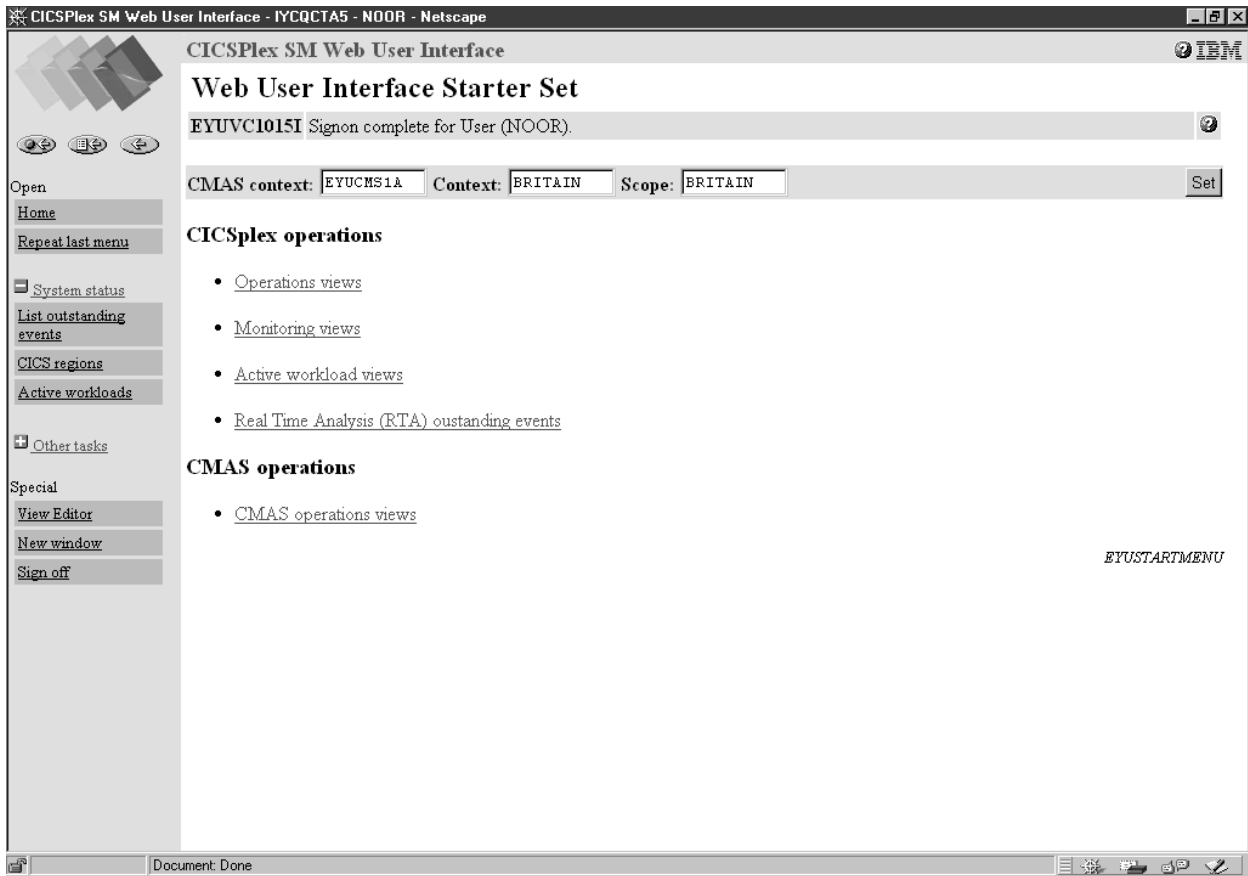 CICSPlex SM Web User Interface - IYCQCTA5 - NOOR - Netscape
CICSPlex SM Web User Interface
IBM
Web User Interface Starter Set
EYUVC1015I Signon complete for User (NOOR).
CMAS context: EYUCMS1A Context: BRITAIN Scope: BRITAIN Set
Open
Home
Repeat last menu
System status
List outstanding
events
CICS regions
Active workloads
Other tasks
Special
View Editor
New window
Sign off
CICSplex operations
• Operations views
• Monitoring views
• Active workload views
• Real Time Analysis (RTA) oustanding events
CMAS operations
• CMAS operations views
EYUSTARTMENU
Document: Done